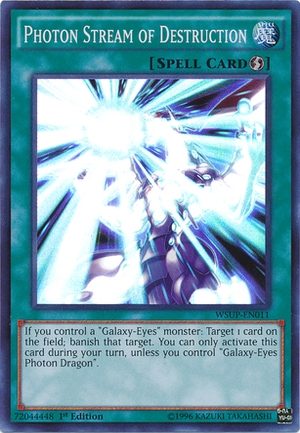 PHOTON STREAM OF DESTRUCTION
[SPELL CARD]
WSUP-EN011
If you control a "Galaxy-Eyes" monster: Target 1 card on
the field; banish that target. You can only activate
this card during your turn, unless you control "Galaxy-Eyes
Photon Dragon".
72044448 1st Edition
©1996 KAZUKI TAKAHASHI